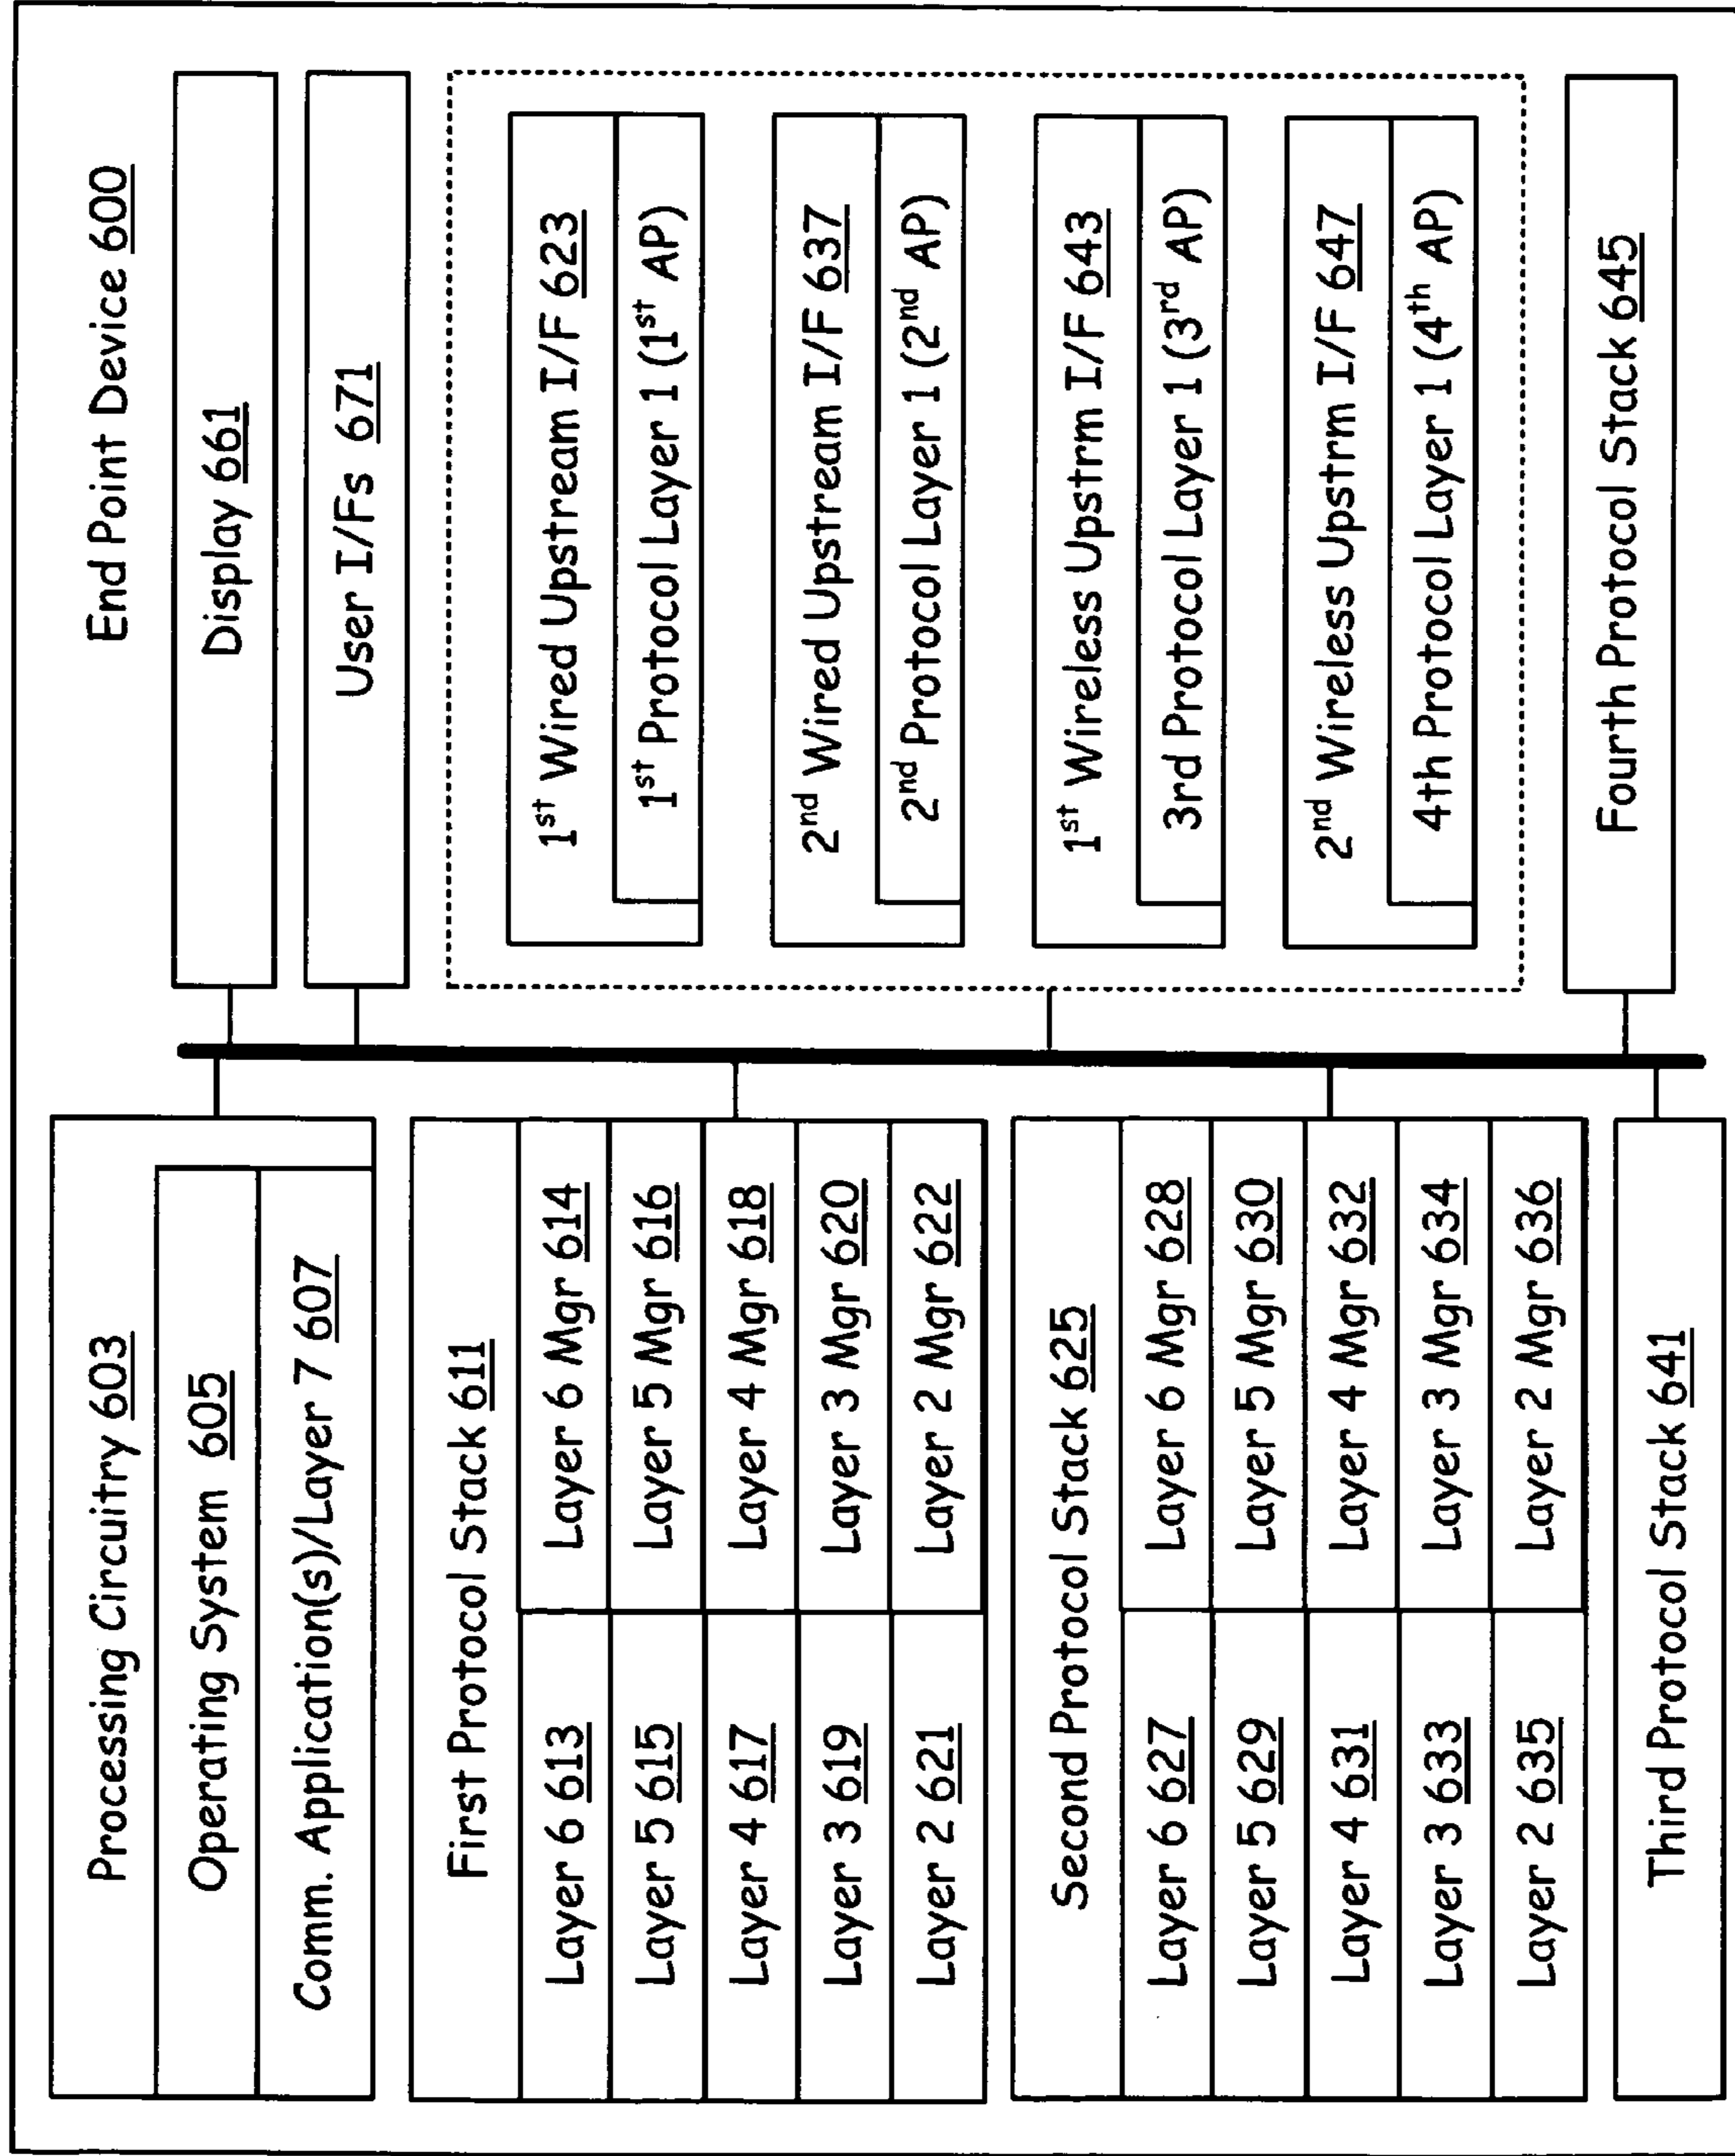 End Point Device 600
Processing Circuitry 603
Operating System 605
Comm. Application(s)/Layer 7 607
First Protocol Stack 611
Layer 6 613
Layer 6 Mgr 614
Layer 5 615
Layer 5 Mgr 616
Layer 4 617
Layer 4 Mgr 618
Layer 3 619
Layer 3 Mgr 620
Layer 2 621
Layer 2 Mgr 622
Second Protocol Stack 625
Layer 6 627
Layer 6 Mgr 628
Layer 5 629
Layer 5 Mgr 630
Layer 4 631
Layer 4 Mgr 632
Layer 3 633
Layer 3 Mgr 634
Layer 2 635
Layer 2 Mgr 636
Third Protocol Stack 641
Display 661
User I/Fs 671
1st Wired Upstream I/F 623
1st Protocol Layer 1 (1st AP)
2nd Wired Upstream I/F 637
2nd Protocol Layer 1 (2nd AP)
1st Wireless Upstrm I/F 643
3rd Protocol Layer 1 (3rd AP)
2nd Wireless Upstrm I/F 647
4th Protocol Layer 1 (4th AP)
Fourth Protocol Stack 645